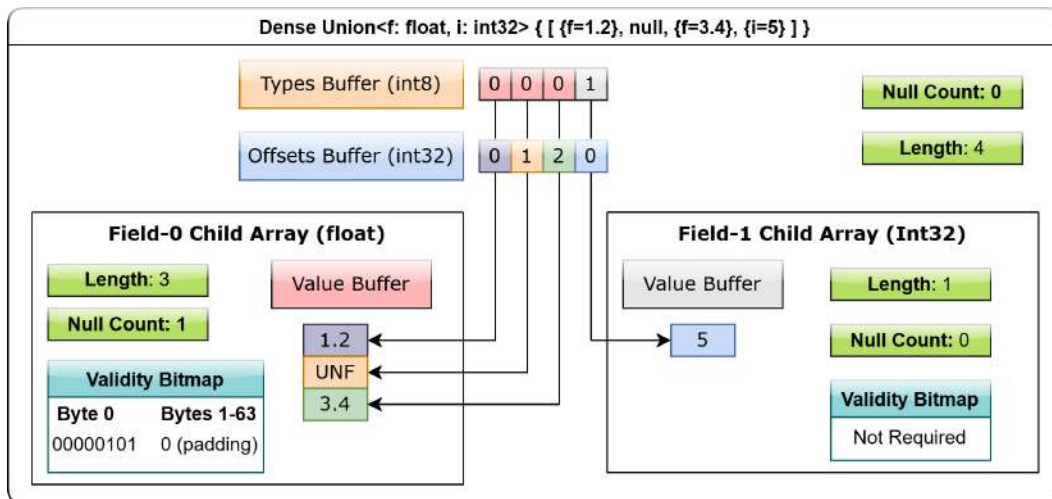 Dense Union<f: float, i: int32> { [ {f=1.2}, null, {f=3.4}, {i=5} ] }
Types Buffer (int8)
0 0 0 1
Null Count: 0
Offsets Buffer (int32)
0 1 2 0
Length: 4
Field-0 Child Array (float)
Length: 3
Null Count: 1
Value Buffer
1.2
UNF
3.4
Validity Bitmap
Byte 0 Bytes 1-63
00000101 0 (padding)
Field-1 Child Array (Int32)
Value Buffer
5
Length: 1
Null Count: 0
Validity Bitmap
Not Required